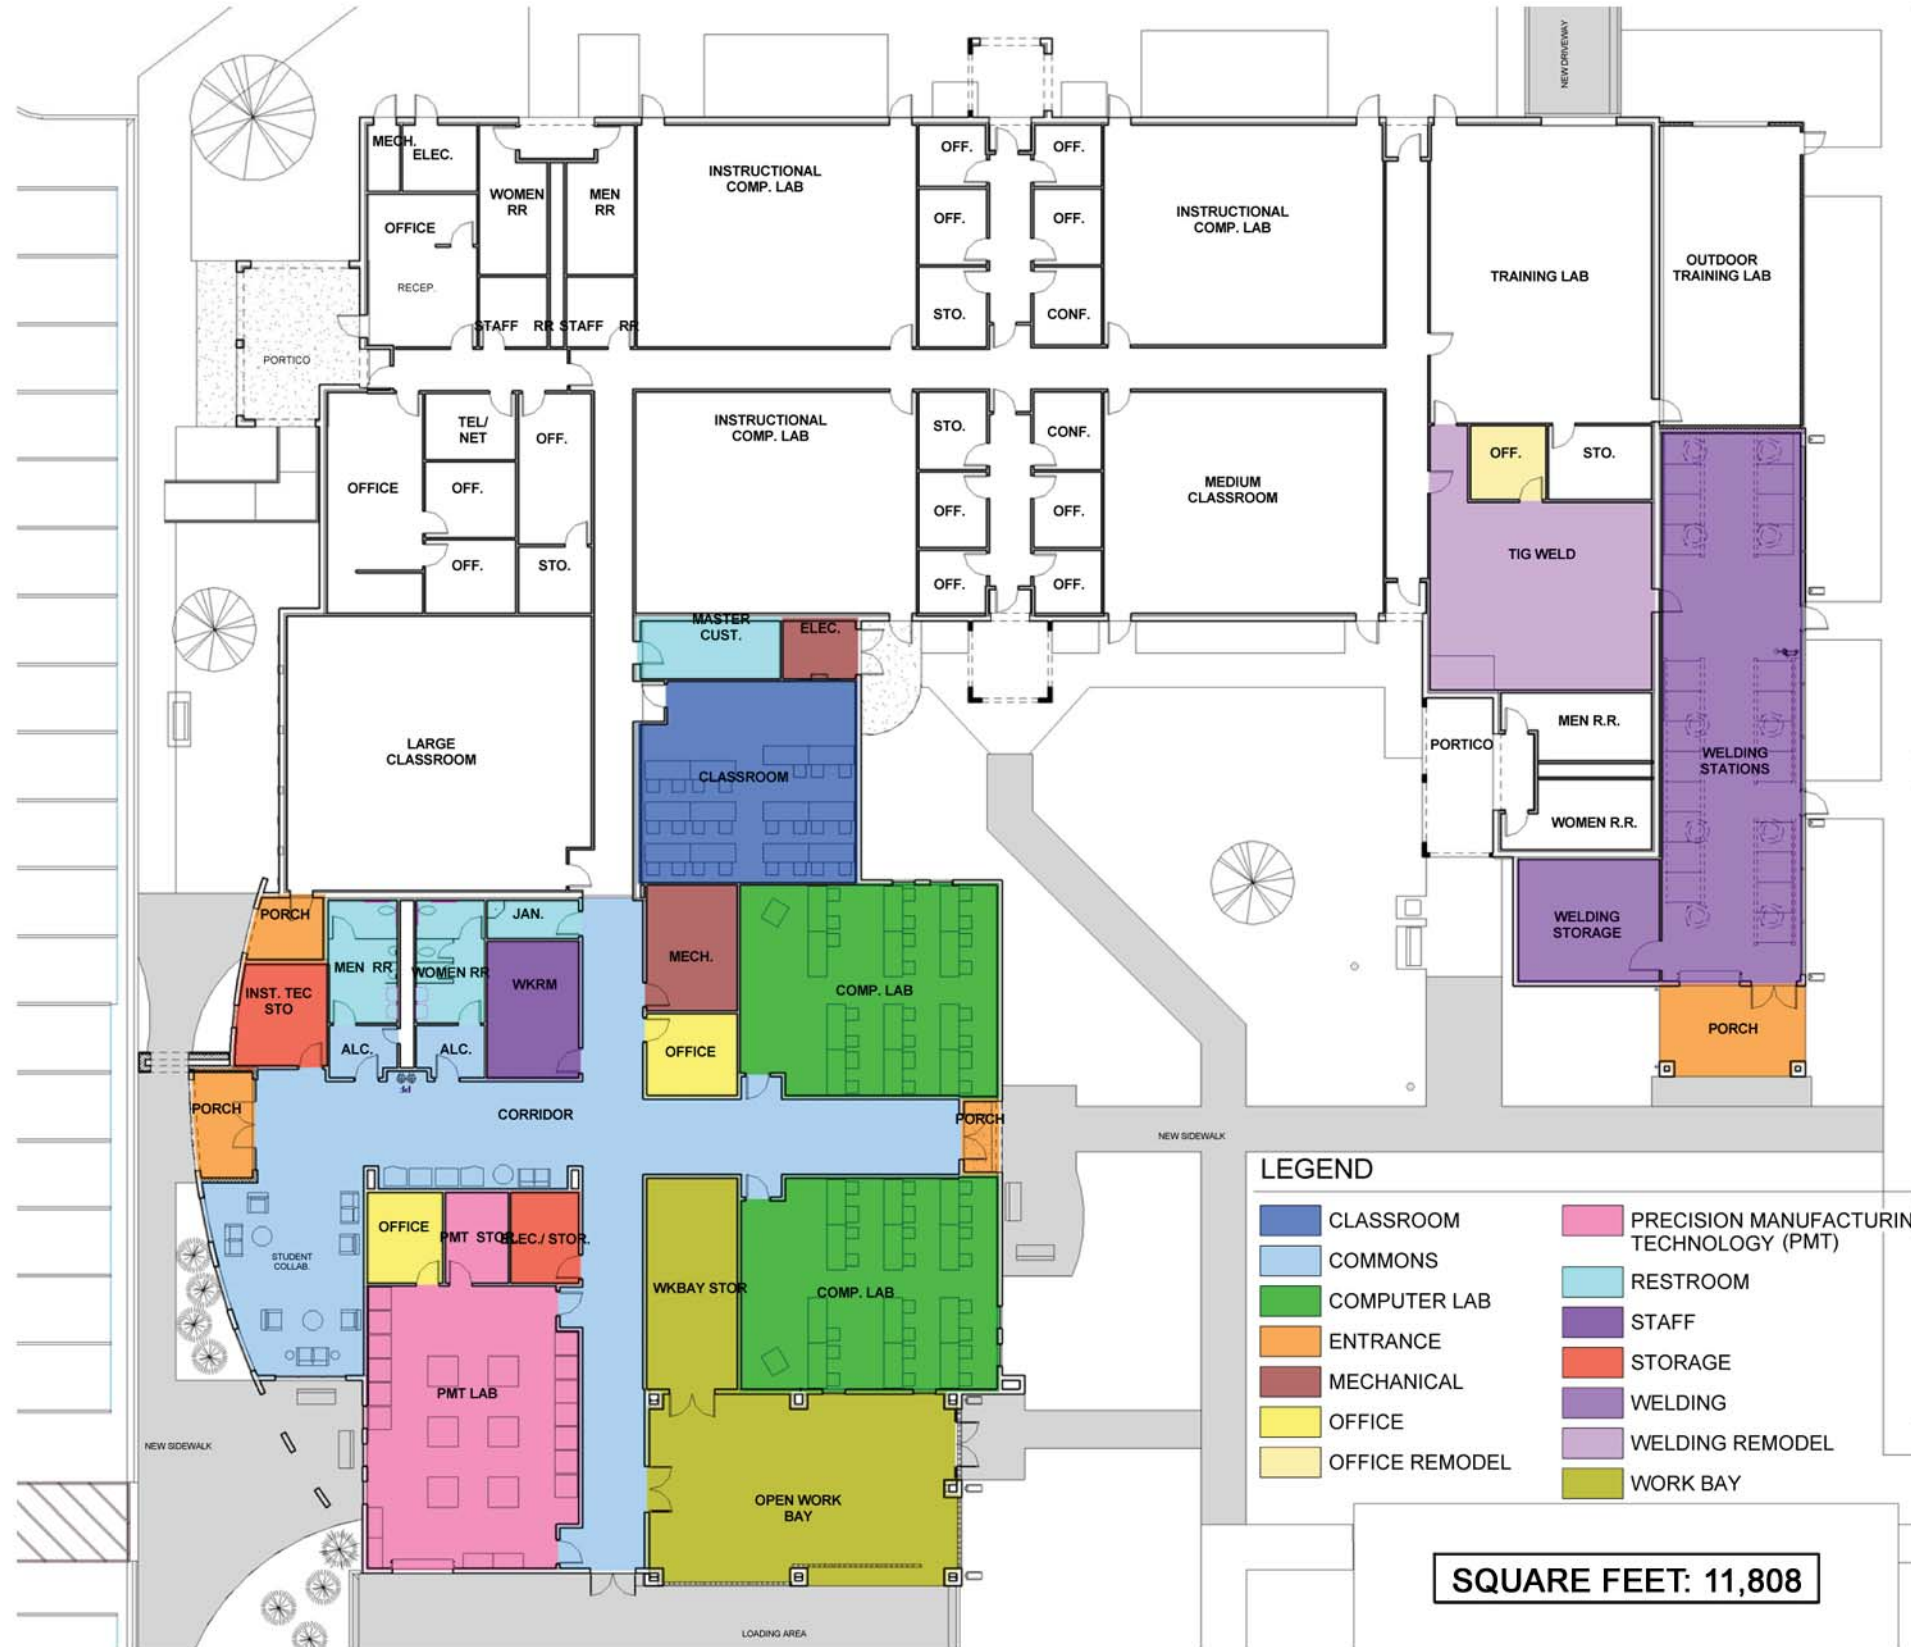 NEW DRIVEWAY
MECH.
ELEC.
WOMEN
RR
MEN
RR
INSTRUCTIONAL
COMP. LAB
OFF.
OFF.
INSTRUCTIONAL
COMP. LAB
OFFICE
OFF.
OFF.
RECEP.
TRAINING LAB
OUTDOOR
TRAINING LAB
STAFF RR
STAFF RR
STO.
CONF.
PORTICO
TEL/
NET
OFF.
INSTRUCTIONAL
COMP. LAB
STO.
CONF.
OFF.
STO.
OFFICE
OFF.
OFF.
OFF.
MEDIUM
CLASSROOM
TIG WELD
OFF.
STO.
OFF.
OFF.
MASTER
CUST.
ELEC.
LARGE
CLASSROOM
CLASSROOM
PORTICO
MEN R.R.
WELDING
STATIONS
WOMEN R.R.
PORCH
JAN.
WELDING
STORAGE
MEN RR
WOMEN RR
WKRM
MECH.
COMP. LAB
INST. TEC
STO
ALC.
ALC.
OFFICE
PORCH
PORCH
CORRIDOR
PORCH
NEW SIDEWALK
OFFICE
PMT STOR
ELEC./ STOR.
STUDENT
COLLAB.
WKBAY STOR
COMP. LAB
PMT LAB
NEW SIDEWALK
OPEN WORK
BAY
LOADING AREA
LEGEND
CLASSROOM
COMMONS
COMPUTER LAB
ENTRANCE
MECHANICAL
OFFICE
OFFICE REMODEL
PRECISION MANUFACTURIN
TECHNOLOGY (PMT)
RESTROOM
STAFF
STORAGE
WELDING
WELDING REMODEL
WORK BAY
SQUARE FEET: 11,808